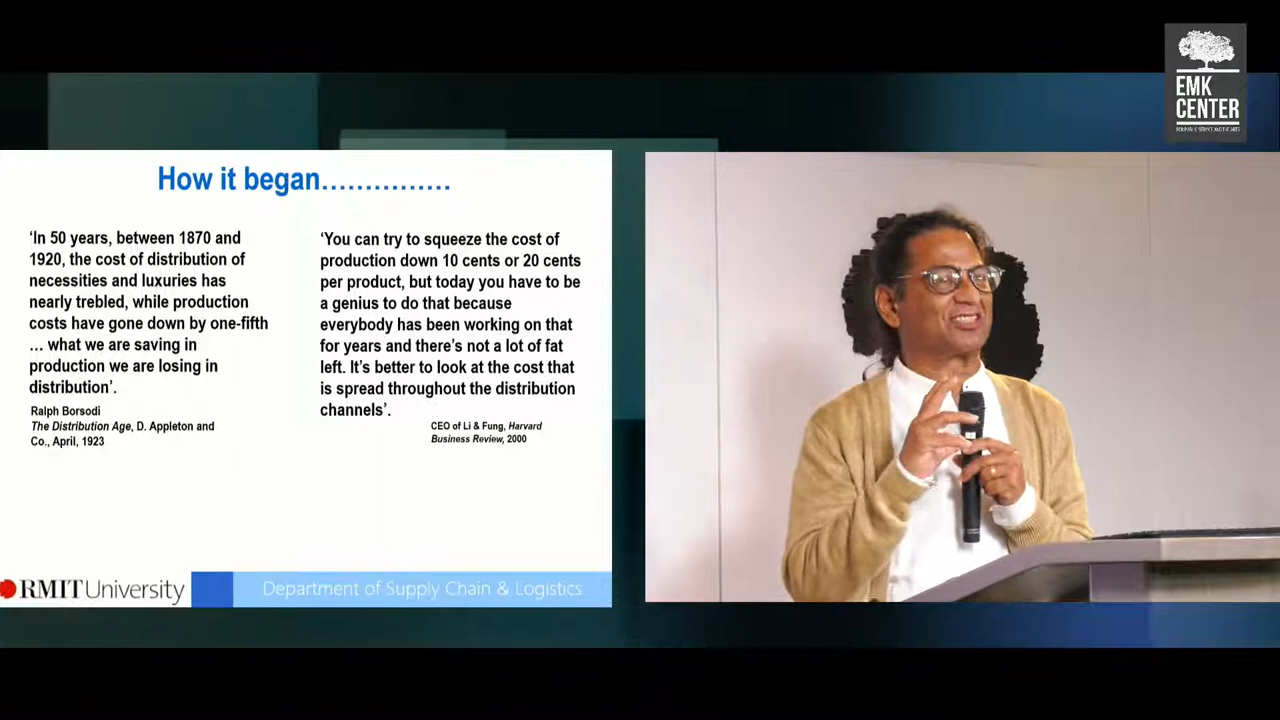 EMK
CENTER
How it began……………
‘In 50 years, between 1870 and
1920, the cost of distribution of
necessities and luxuries has
nearly trebled, while production
costs have gone down by one-fifth
… what we are saving in
production we are losing in
distribution’.
Ralph Borsodi
The Distribution Age, D. Appleton and
Co., April, 1923
‘You can try to squeeze the cost of
production down 10 cents or 20 cents
per product, but today you have to be
a genius to do that because
everybody has been working on that
for years and there’s not a lot of fat
left. It’s better to look at the cost that
is spread throughout the distribution
channels’.
CEO of Li & Fung, Harvard
Business Review, 2000
RMIT University
Department of Supply Chain & Logistics